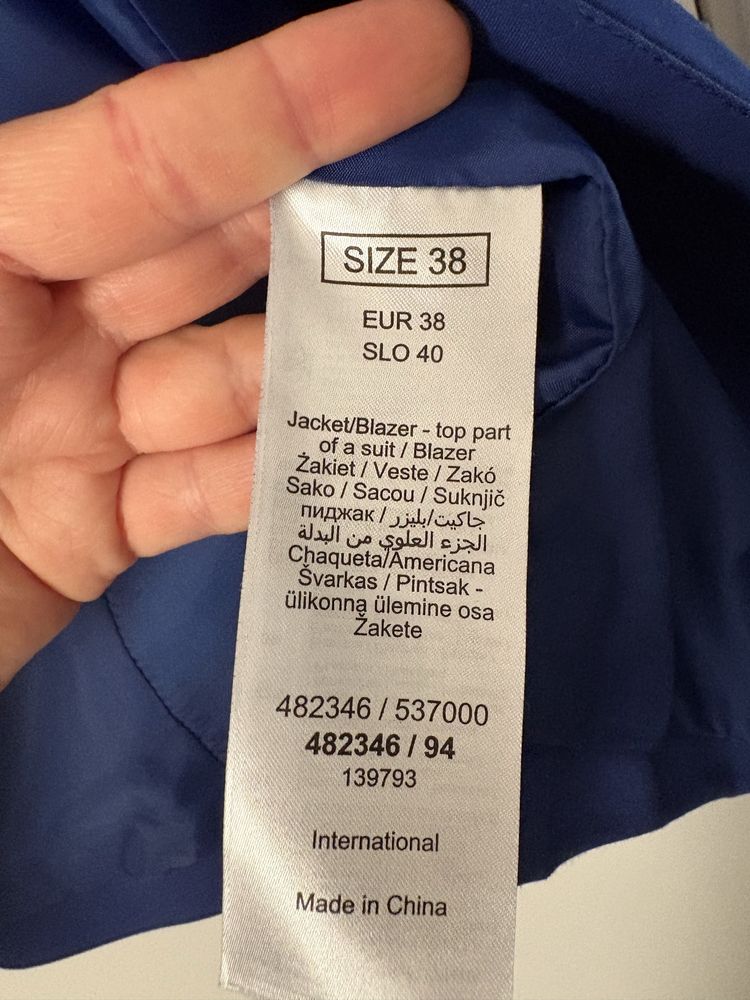 SIZE 38
EUR 38
SLO 40
Jacket/Blazer - top part
of a suit / Blazer
Żakiet / Veste / Zakó
Sako / Sacou / Suknjič
пиджак / جاكيت/بليزر
الجزء العلوي من البدلة
Chaqueta/Americana
Švarkas / Pintsak -
ülikonna ülemine osa
Žakete
482346 / 537000
482346 / 94
139793
International
Made in China